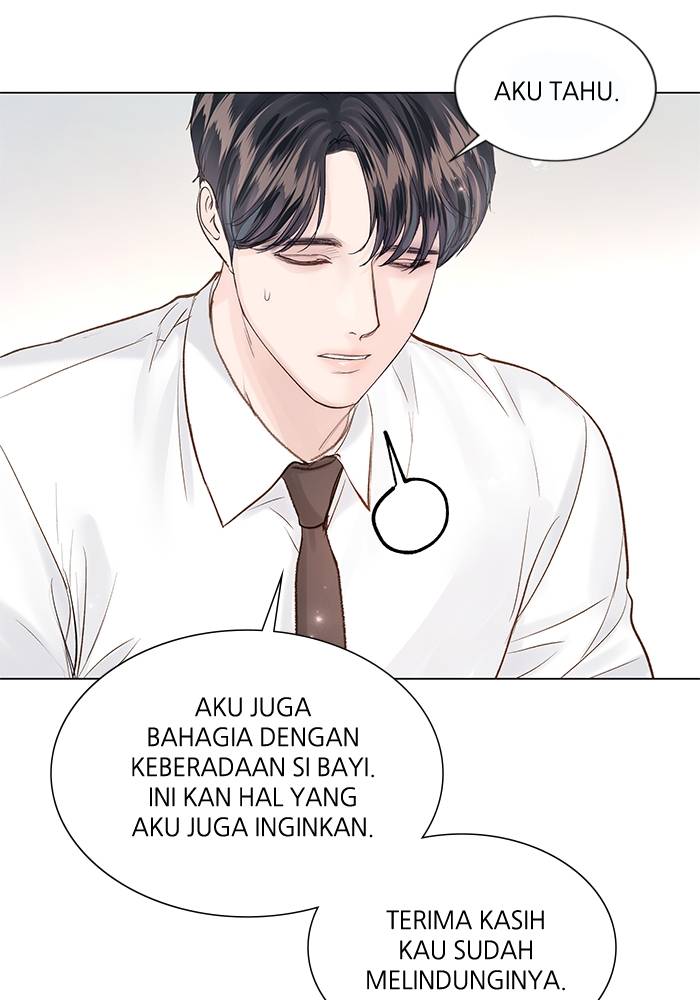 AKU TAHU.
AKU JUGA
BAHAGIA DENGAN
KEBERADAAN SI BAYI.
INI KAN HAL YANG
AKU JUGA INGINKAN.
TERIMA KASIH
KAU SUDAH
MELINDUNGINYA.